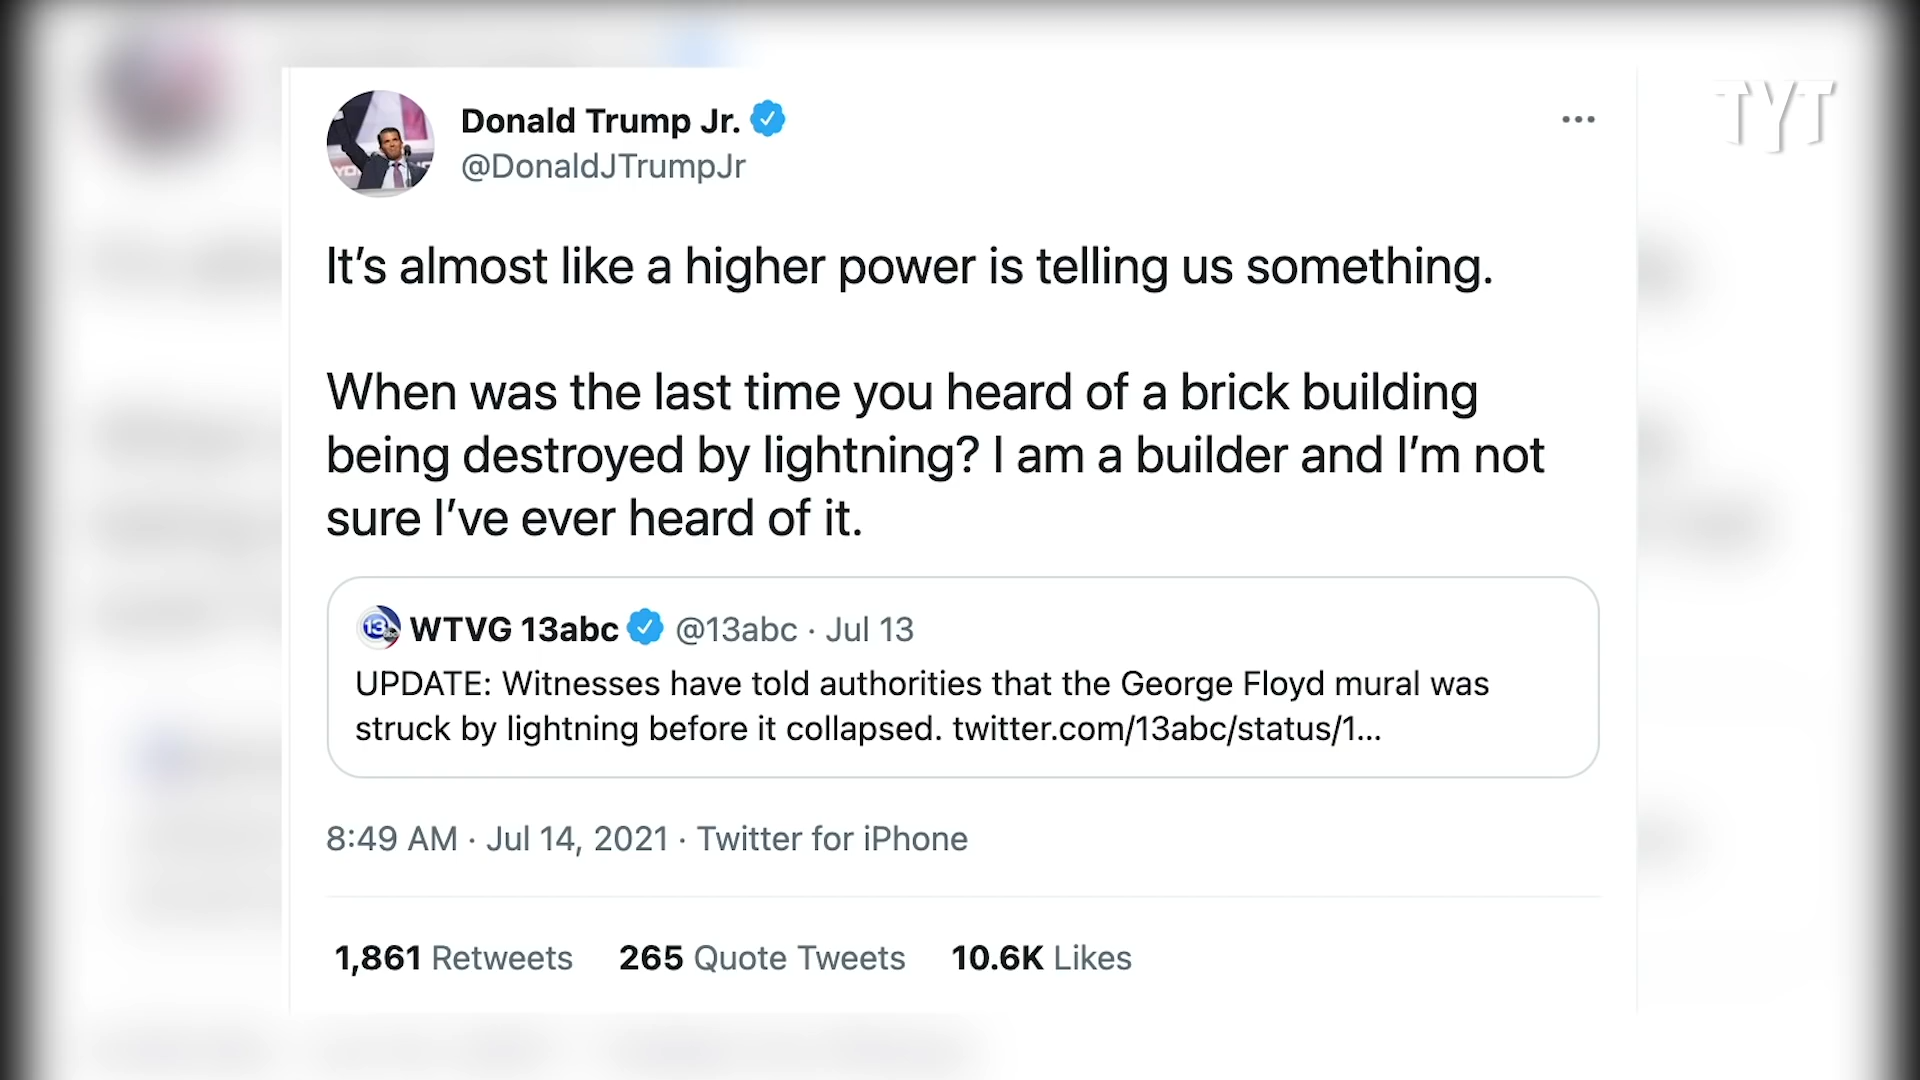 TYT
Donald Trump Jr.
@DonaldJTrumpJr
It’s almost like a higher power is telling us something.
When was the last time you heard of a brick building
being destroyed by lightning? I am a builder and I’m not
sure I’ve ever heard of it.
13abc
WTVG 13abc @13abc · Jul 13
UPDATE: Witnesses have told authorities that the George Floyd mural was
struck by lightning before it collapsed. twitter.com/13abc/status/1...
8:49 AM · Jul 14, 2021 · Twitter for iPhone
1,861 Retweets 265 Quote Tweets 10.6K Likes